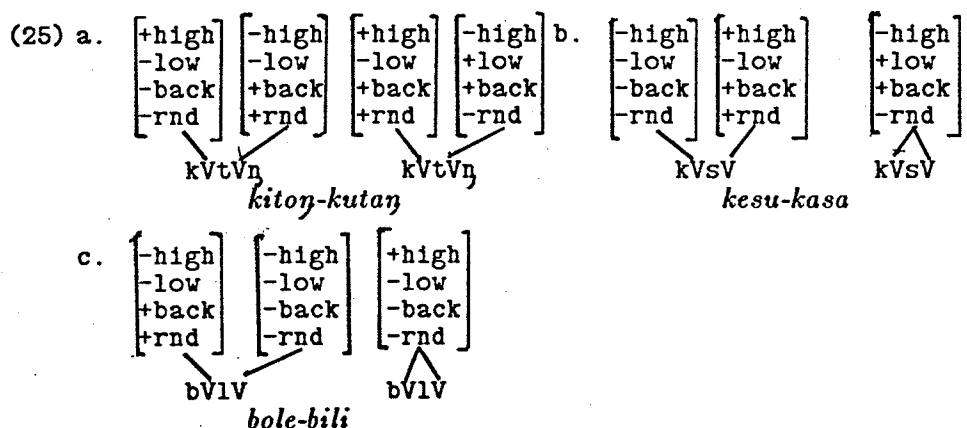 (25) a. [+high] [-high] [+high] [-high] b. [-high] [+high] [-high]
[-low] [-low] [-low] [+low] [-low] [-low] [+low]
[-back] [+back] [+back] [+back] [-back] [+back] [+back]
[-rnd] [+rnd] [+rnd] [-rnd] [-rnd] [+rnd] [-rnd]
kVtVŋ kVtVŋ kVsV kVsV
kitoŋ-kutaŋ kesu-kasa
c. [-high] [-high] [+high]
[-low] [-low] [-low]
[+back] [-back] [-back]
[+rnd] [-rnd] [-rnd]
bVlV bVlV
bole-bili